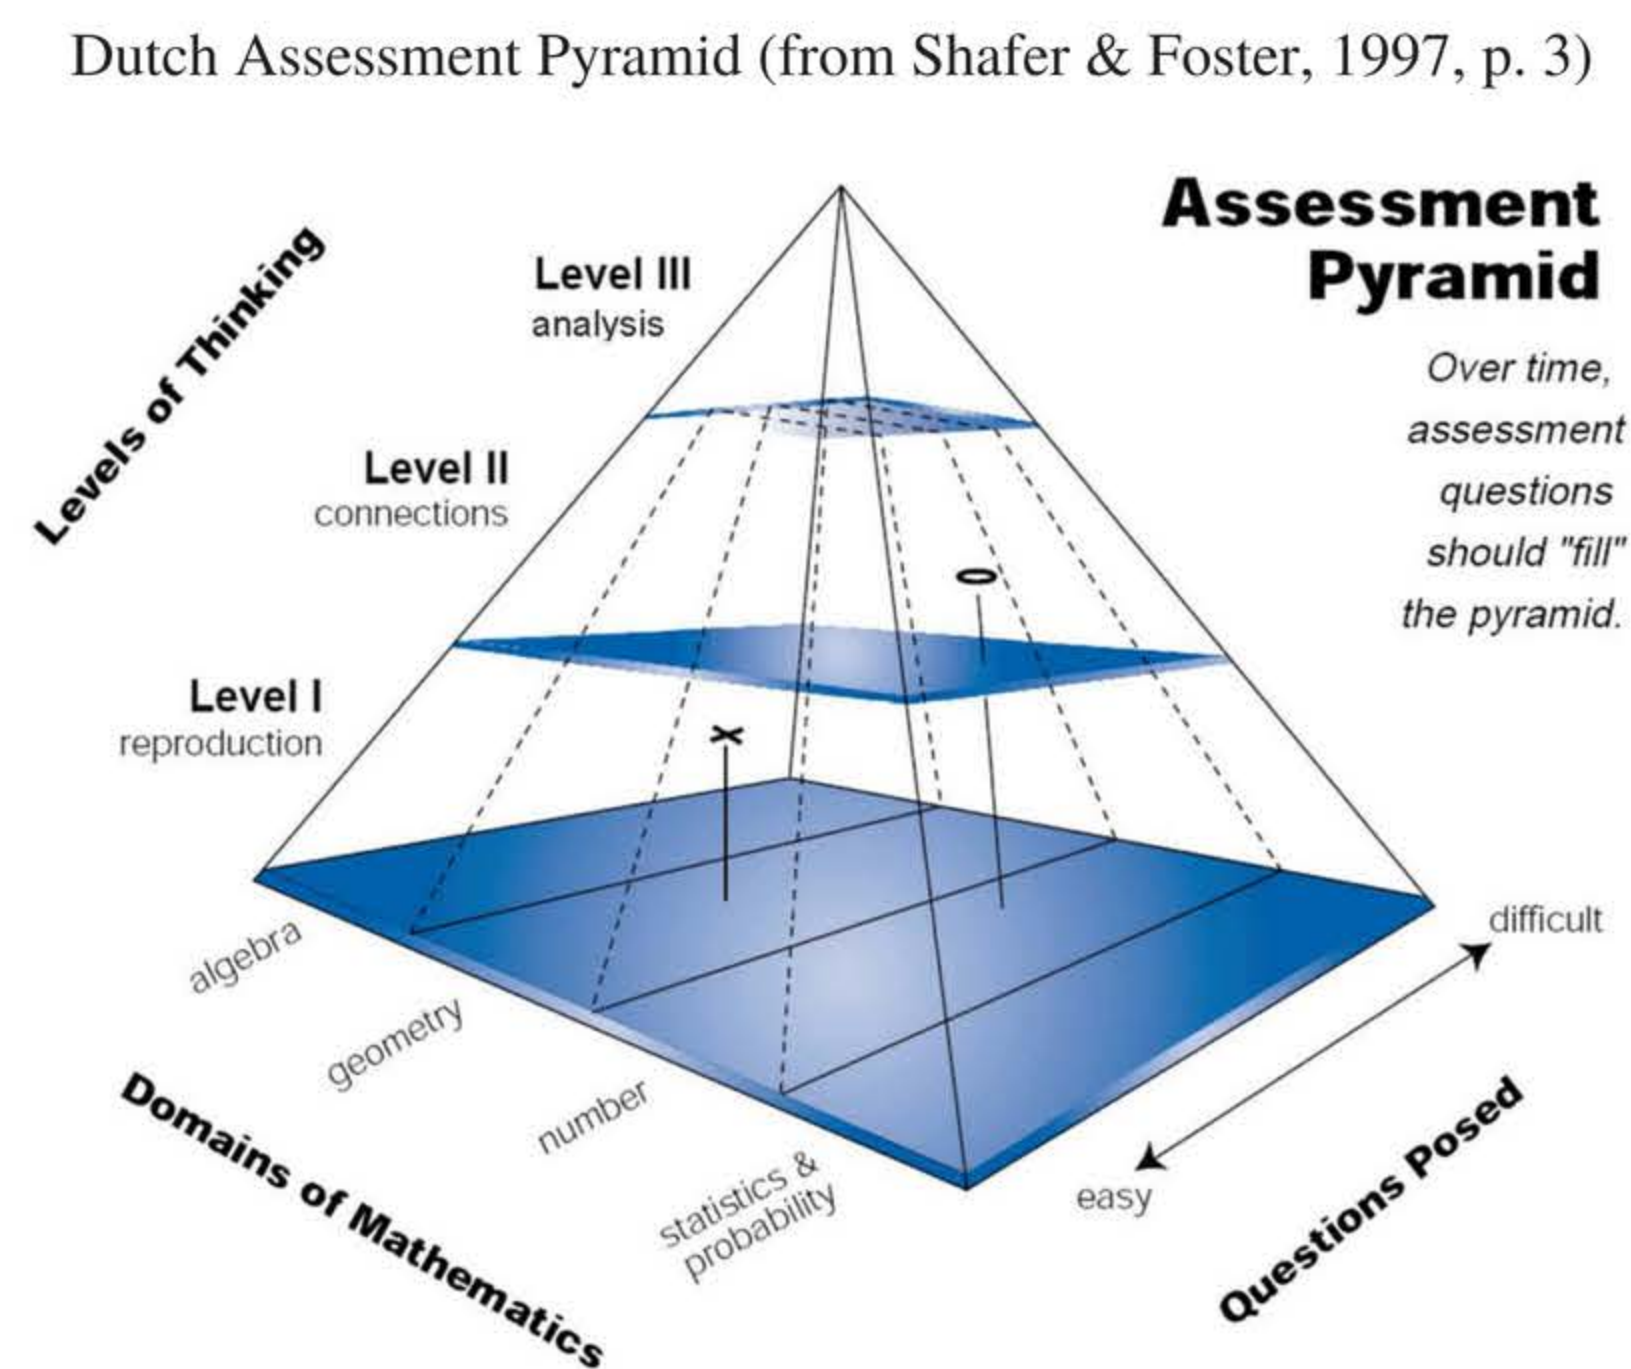 Dutch Assessment Pyramid (from Shafer & Foster, 1997, p. 3)
Assessment
Pyramid
Over time,
assessment
questions
should "fill"
the pyramid.
Levels of Thinking
Level III
analysis
Level II
connections
Level I
reproduction
0
X
algebra
geometry
number
statistics &
probability
Domains of Mathematics
difficult
easy
Questions Posed